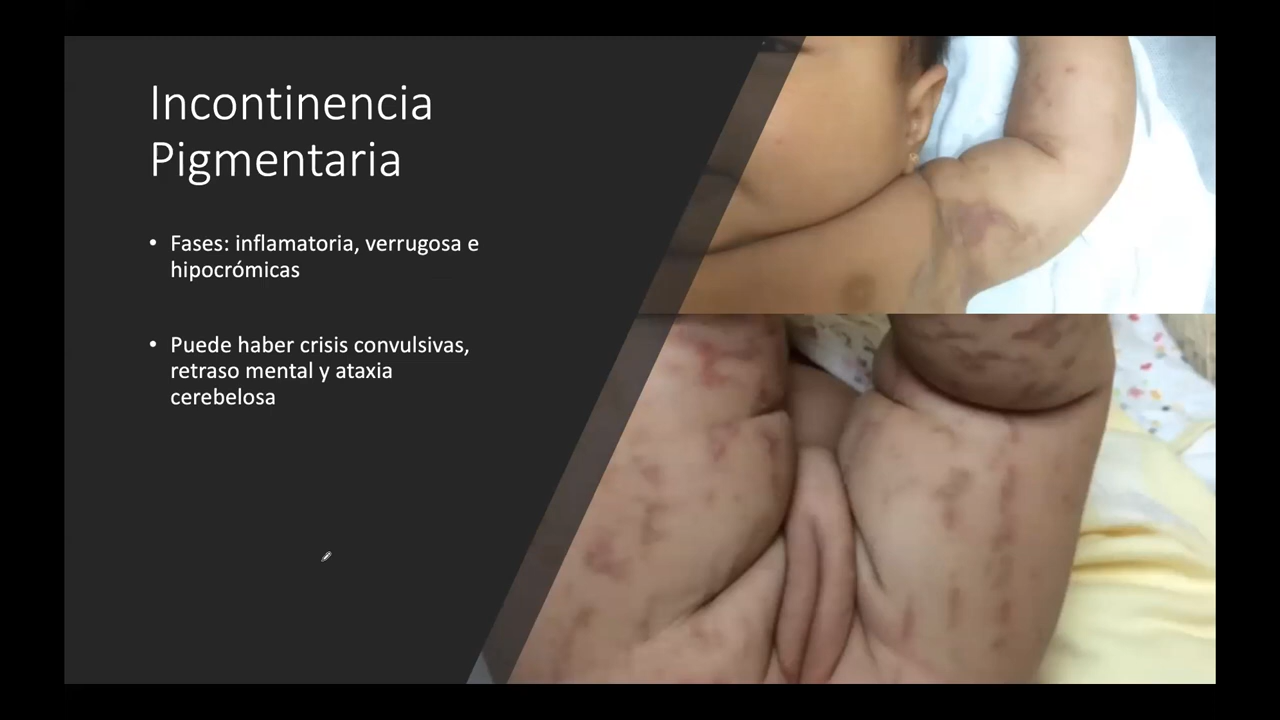 Incontinencia
Pigmentaria
• Fases: inflamatoria, verrugosa e
hipocrómicas
• Puede haber crisis convulsivas,
retraso mental y ataxia
cerebelosa